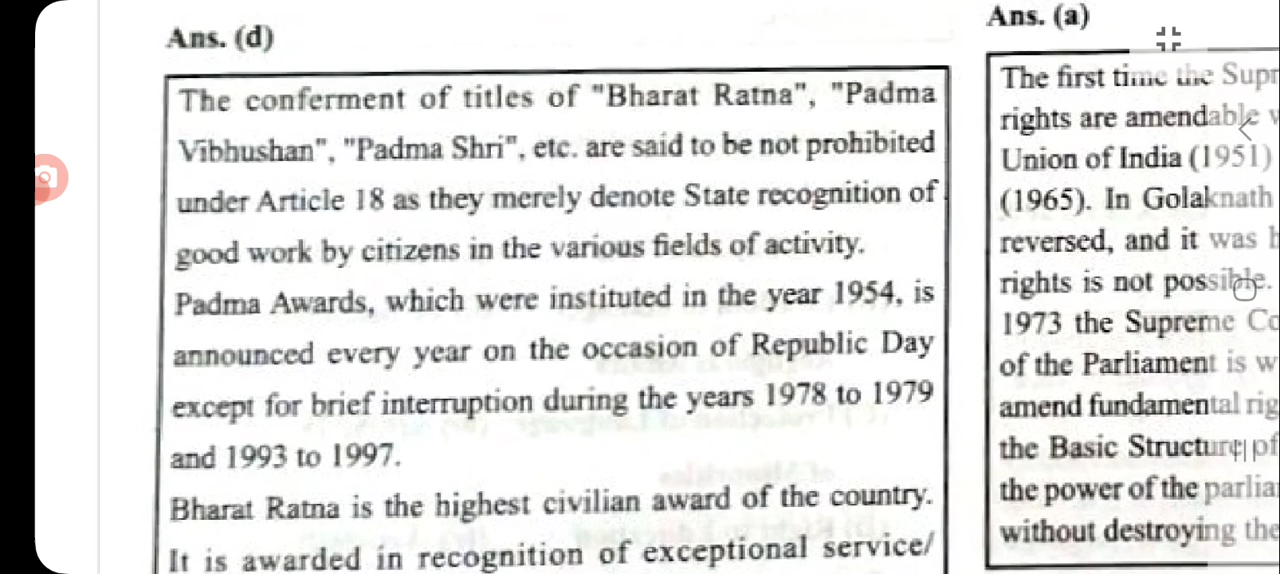 Ans. (d)
The conferment of titles of "Bharat Ratna", "Padma
Vibhushan", "Padma Shri", etc. are said to be not prohibited
under Article 18 as they merely denote State recognition of
good work by citizens in the various fields of activity.
Padma Awards, which were instituted in the year 1954, is
announced every year on the occasion of Republic Day
except for brief interruption during the years 1978 to 1979
and 1993 to 1997.
Bharat Ratna is the highest civilian award of the country.
It is awarded in recognition of exceptional service/
Ans. (a)
The first time the Supr
rights are amendable
Union of India (1951)
(1965). In Golaknath
reversed, and it was
rights is not possible.
1973 the Supreme Co
of the Parliament is w
amend fundamental rig
the Basic Structure of
the power of the parlia
without destroying the